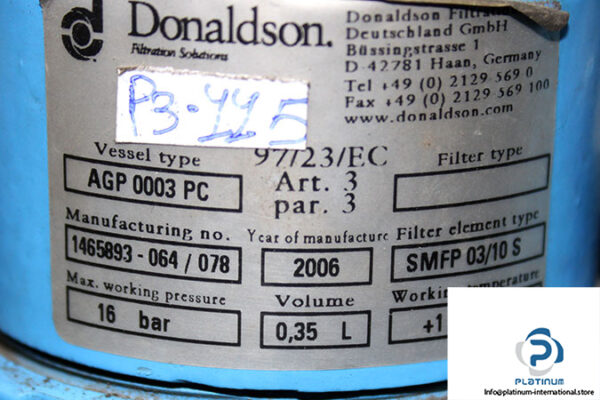 Donaldson.
Filtration Solutions
Donaldson
Deutschland GmbH
Büssingstrasse 1
D-42781 Haan, Germany
Tel +49 (0) 2129 569 0
Fax +49 (0) 2129 569 100
www.donaldson.com
P3-445
Vessel type
97/23/EC
Filter type
AGP 0003 PC
Art. 3
par. 3
Manufacturing no.
Year of manufacture
Filter element type
1465893-064 / 078
2006
SMFP 03/10 S
Max. working pressure
Volume
16 bar
0,35 L
+1
PLATINUM
Info@platinum-international.store